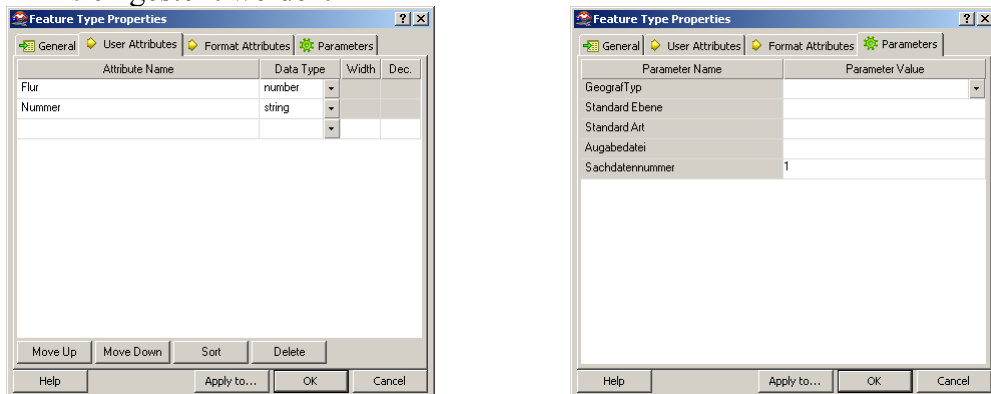 Feature Type Properties
General User Attributes Format Attributes Parameters
Attribute Name Data Type Width Dec.
Flur number
Nummer string
Move Up Move Down Sort Delete
Help Apply to... OK Cancel
Feature Type Properties
General User Attributes Format Attributes Parameters
Parameter Name Parameter Value
GeografTyp
Standard Ebene
Standard Art
Augabedatei
Sachdatennummer 1
Help Apply to... OK Cancel